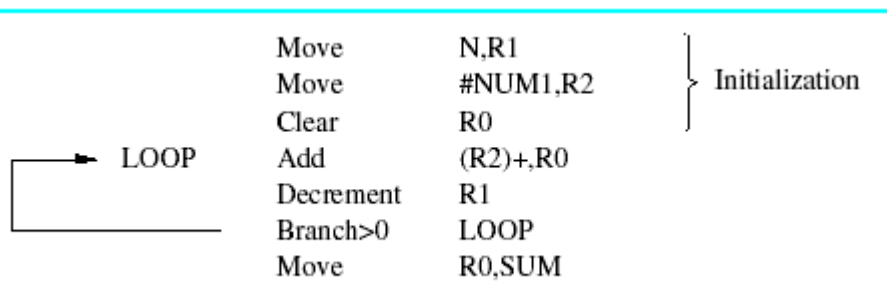 Move N,R1
Move #NUM1,R2 Initialization
Clear R0
LOOP Add (R2)+,R0
Decrement R1
Branch>0 LOOP
Move R0,SUM